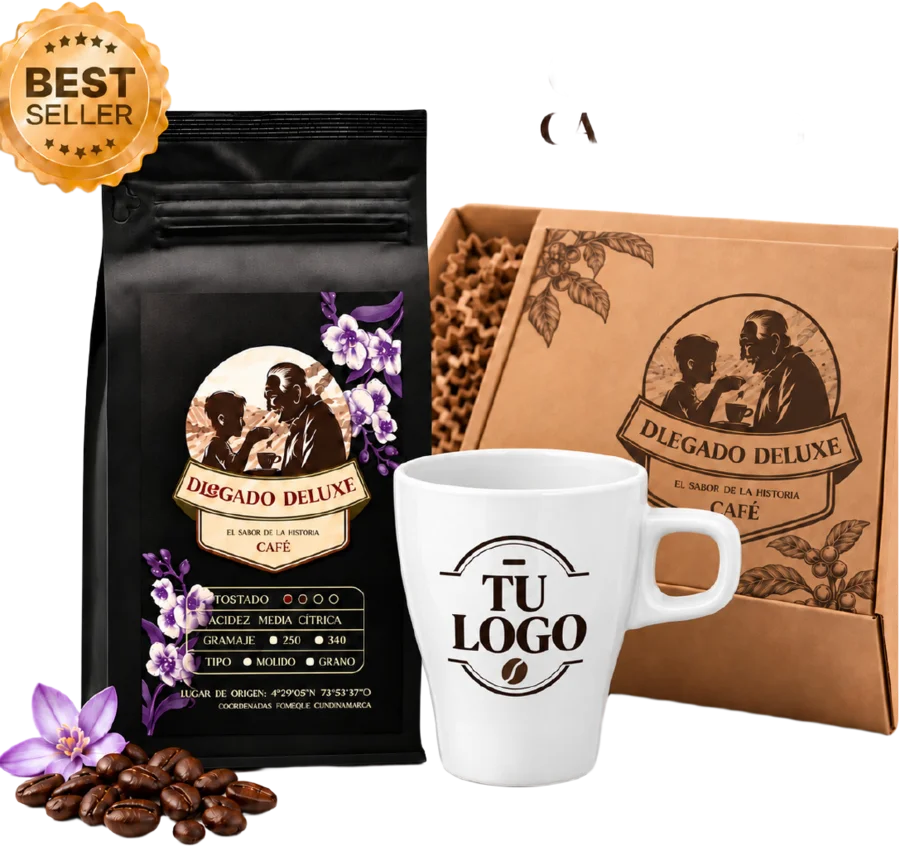 BEST
SELLER
CA
DLEGADO DELUXE
EL SABOR DE LA HISTORIA
CAFÉ
TOSTADO
ACIDEZ MEDIA CÍTRICA
GRAMAJE 250 340
TIPO MOLIDO GRANO
LUGAR DE ORIGEN: 4°29'05"N 73°53'37"O
COORDENADAS FOMEQUE CUNDINAMARCA
DLEGADO DELUXE
EL SABOR DE LA HISTORIA
CAFÉ
TU
LOGO